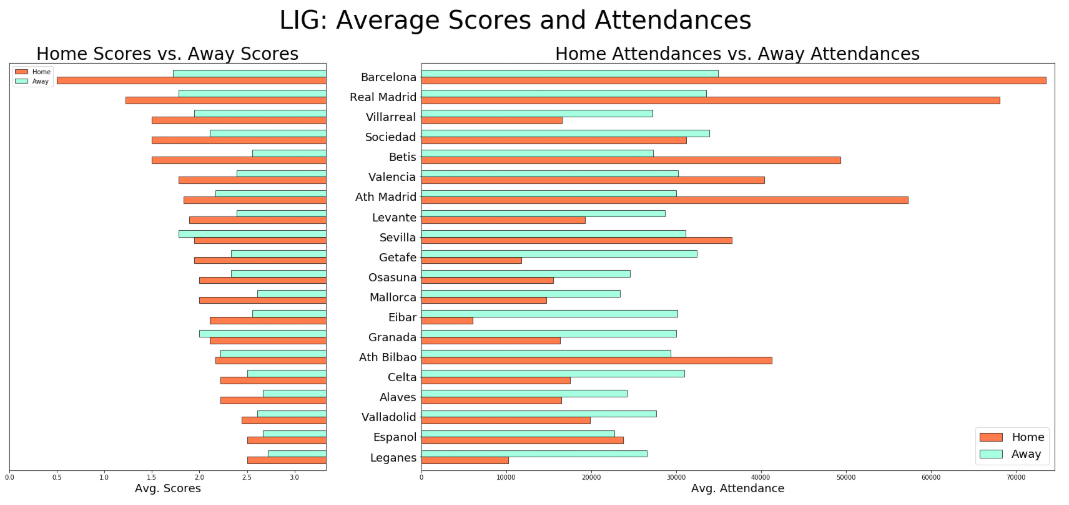 LIG: Average Scores and Attendances
Home Scores vs. Away Scores
Home Attendances vs. Away Attendances
Home
Away
Barcelona
Real Madrid
Villarreal
Sociedad
Betis
Valencia
Ath Madrid
Levante
Sevilla
Getafe
Osasuna
Mallorca
Eibar
Granada
Ath Bilbao
Celta
Alaves
Valladolid
Espanol
Leganes
Home
Away
0.0 0.5 1.0 1.5 2.0 2.5 3.0
Avg. Scores
0 10000 20000 30000 40000 50000 60000 70000
Avg. Attendance